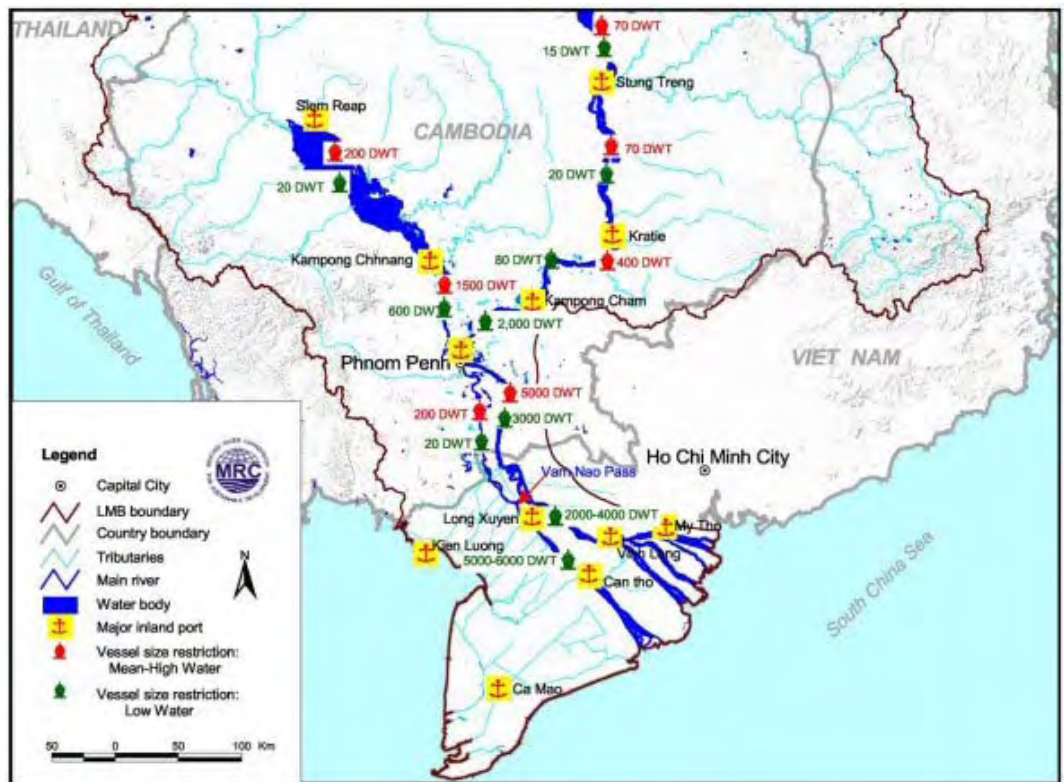 THAILAND
70 DWT
15 DWT
Stung Treng
Siem Reap
CAMBODIA
200 DWT
70 DWT
20 DWT
20 DWT
Kratie
Kampong Chhnang
80 DWT
400 DWT
Gulf of Thailand
1500 DWT
Kampong Cham
600 DWT
2,000 DWT
Phnom Penh
VIET NAM
5000 DWT
200 DWT
3000 DWT
20 DWT
Ho Chi Minh City
Vam Nao Pass
Long Xuyen
2000-4000 DWT
My Tho
Kien Luong
Vinh Long
5000-6000 DWT
Can tho
South China Sea
Ca Mao
Legend
MRC
Capital City
LMB boundary
Country boundary
Tributaries
N
Main river
Water body
Major inland port
Vessel size restriction:
Mean-High Water
Vessel size restriction:
Low Water
50 0 50 100 Km